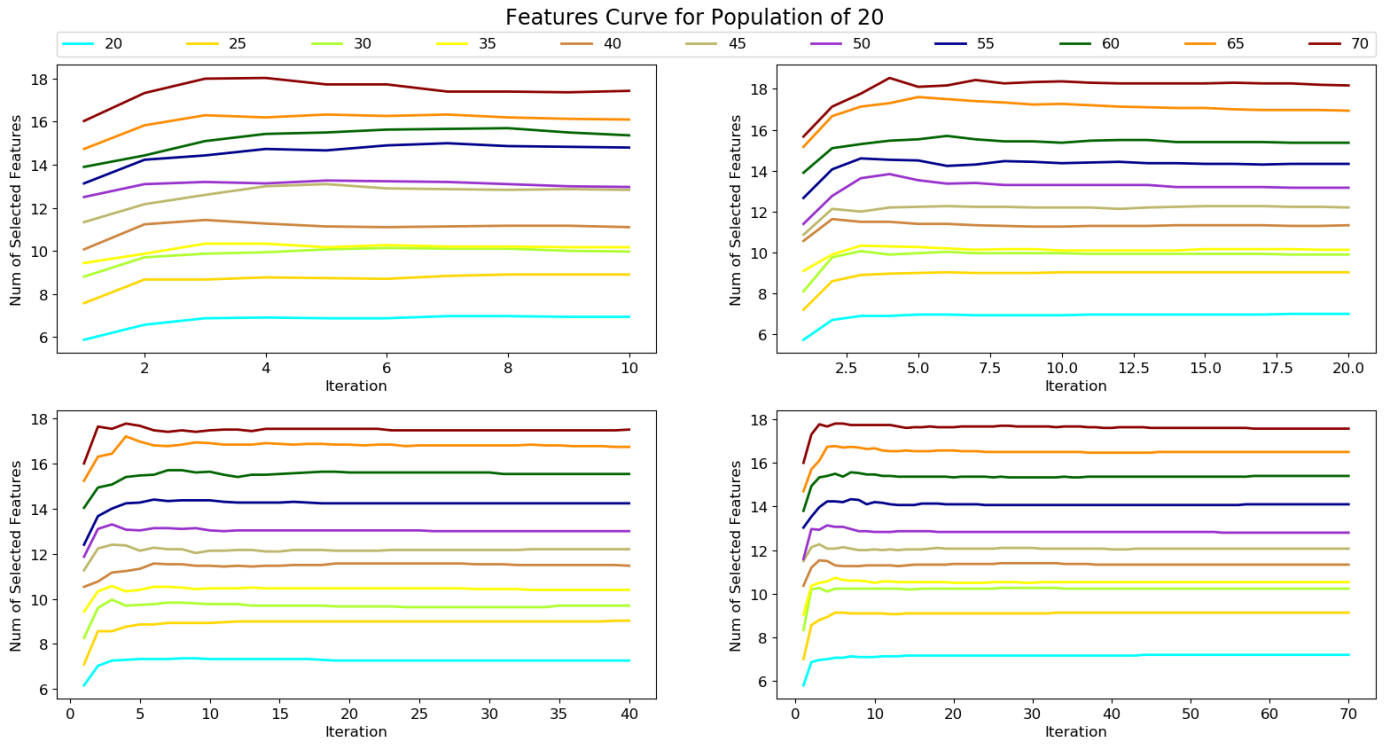 Features Curve for Population of 20
20 25 30 35 40 45 50 55 60 65 70
Num of Selected Features
18
16
14
12
10
8
6
2 4 6 8 10
Iteration
Num of Selected Features
18
16
14
12
10
8
6
2.5 5.0 7.5 10.0 12.5 15.0 17.5 20.0
Iteration
Num of Selected Features
18
16
14
12
10
8
6
0 5 10 15 20 25 30 35 40
Iteration
Num of Selected Features
18
16
14
12
10
8
6
0 10 20 30 40 50 60 70
Iteration